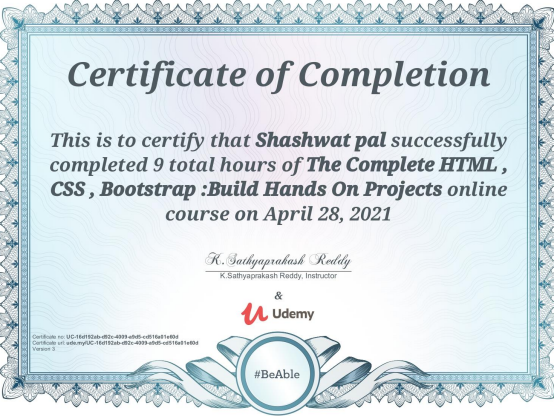 Certificate of Completion
This is to certify that Shashwat pal successfully
completed 9 total hours of The Complete HTML ,
CSS , Bootstrap :Build Hands On Projects online
course on April 28, 2021
K.Sathyaprakash Reddy
K.Sathyaprakash Reddy, Instructor
&
Udemy
Certificate no: UC-16d192ab-d92c-4009-a9d5-cd516a01e80d
Certificate url: ude.my/UC-16d192ab-d92c-4009-a9d5-cd516a01e80d
Version 3
#BeAble